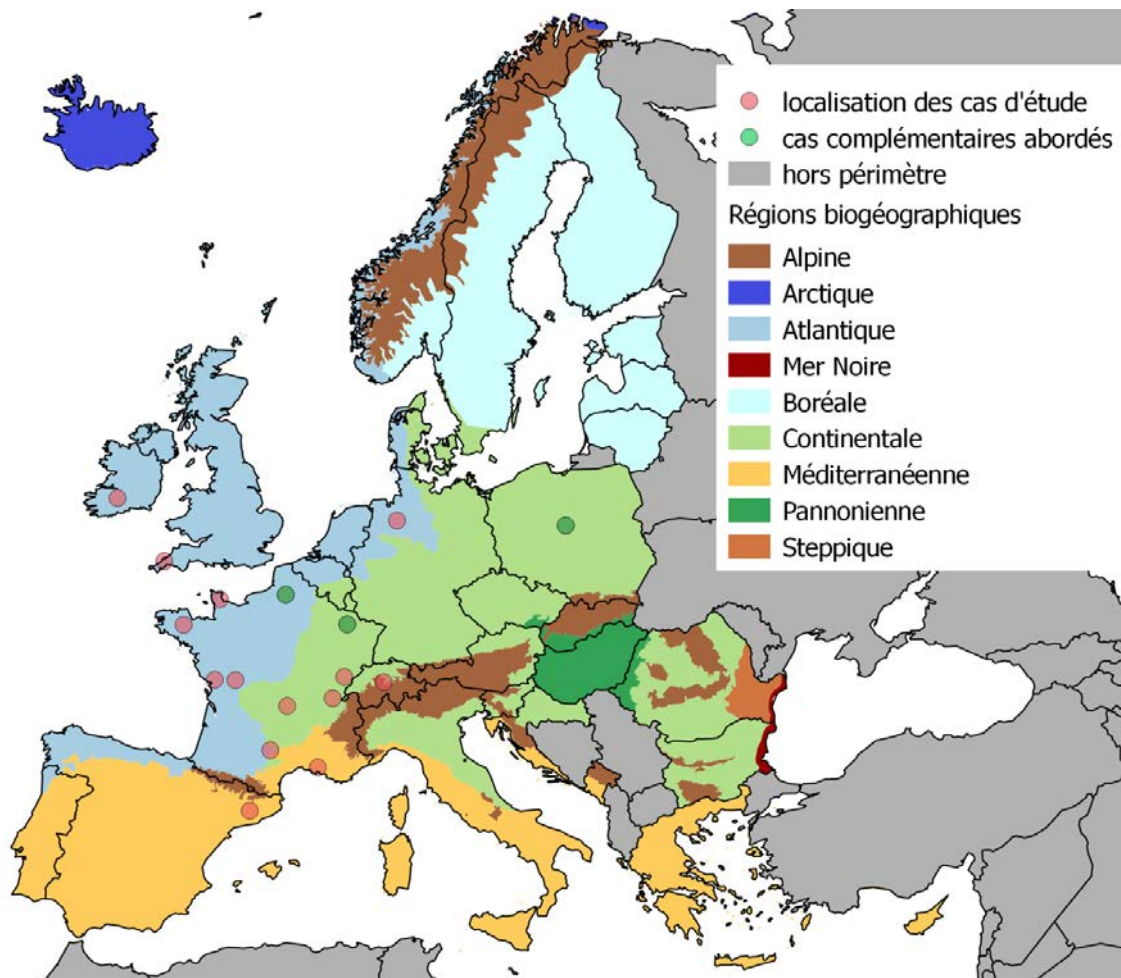 localisation des cas d'étude
cas complémentaires abordés
hors périmètre
Régions biogéographiques
Alpine
Arctique
Atlantique
Mer Noire
Boréale
Continentale
Méditerranéenne
Pannonienne
Steppique